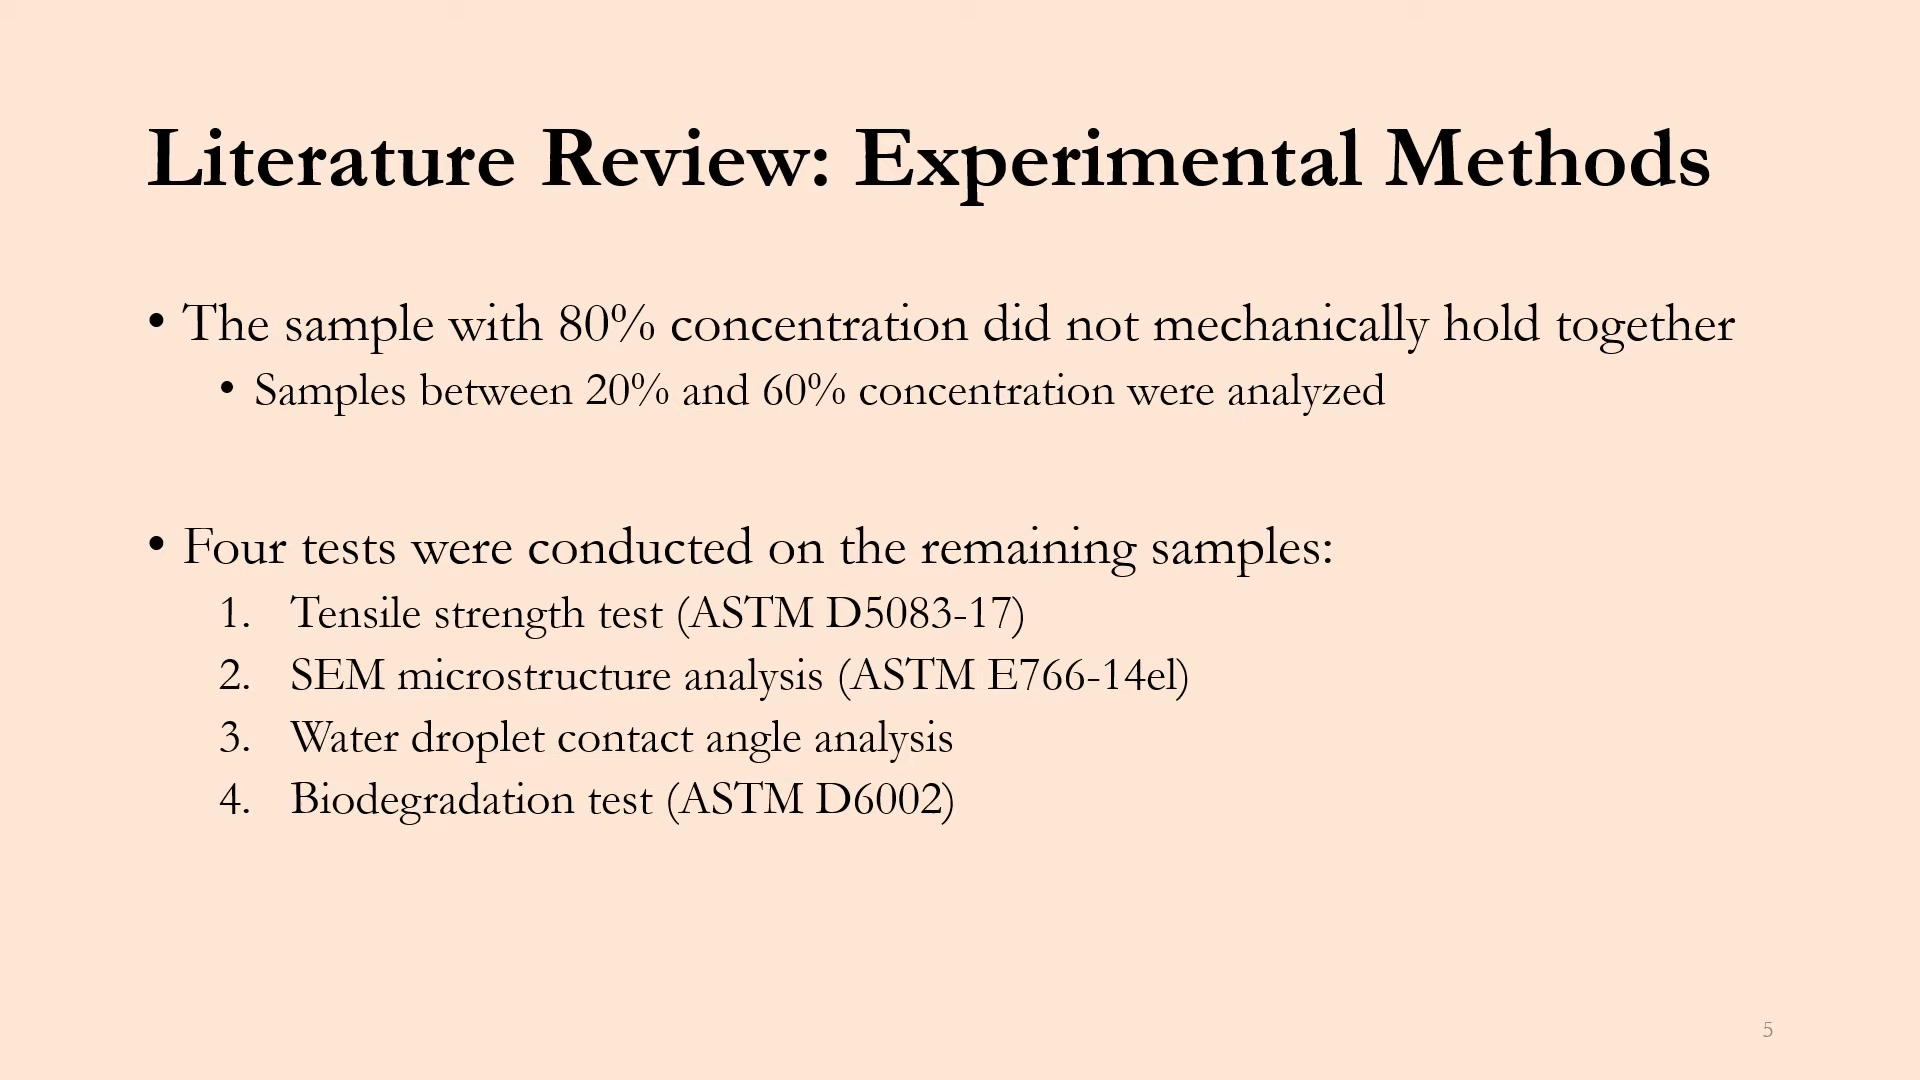 Literature Review: Experimental Methods
• The sample with 80% concentration did not mechanically hold together
• Samples between 20% and 60% concentration were analyzed
• Four tests were conducted on the remaining samples:
1. Tensile strength test (ASTM D5083-17)
2. SEM microstructure analysis (ASTM E766-14el)
3. Water droplet contact angle analysis
4. Biodegradation test (ASTM D6002)
5